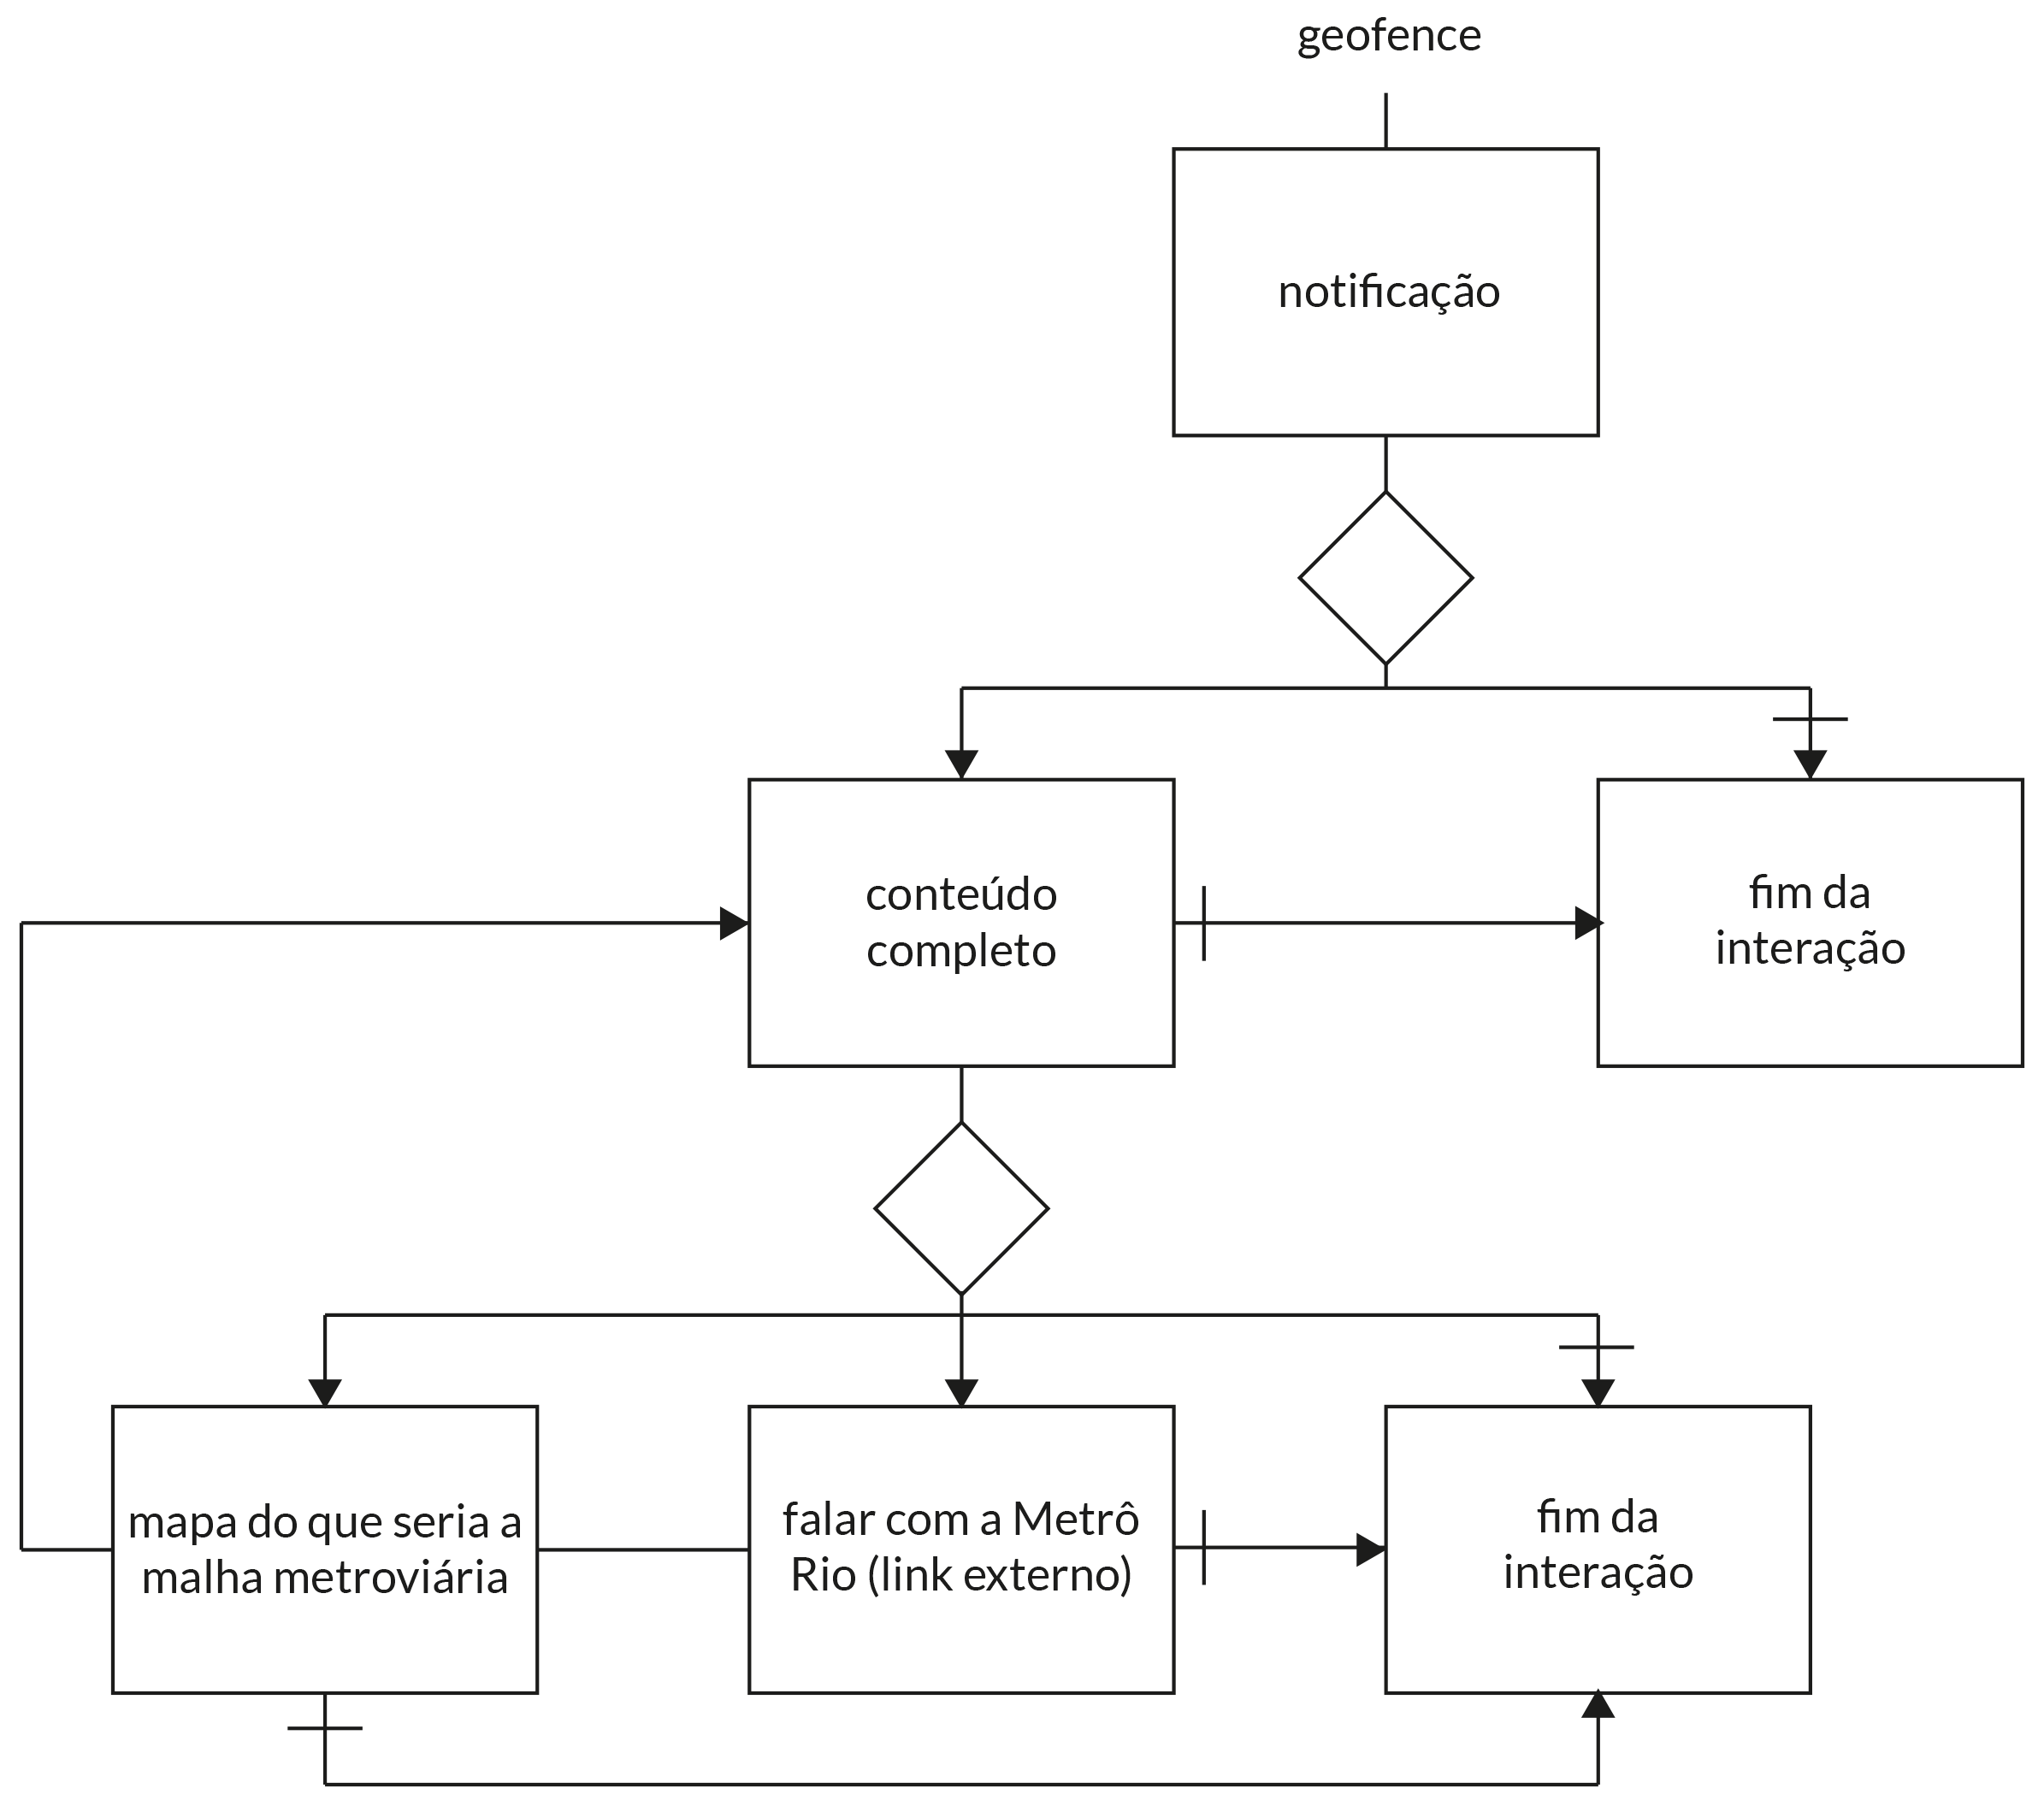 geofence
notificação
conteúdo
completo
fim da
interação
mapa do que seria a
malha metroviária
falar com a Metrô
Rio (link externo)
fim da
interação